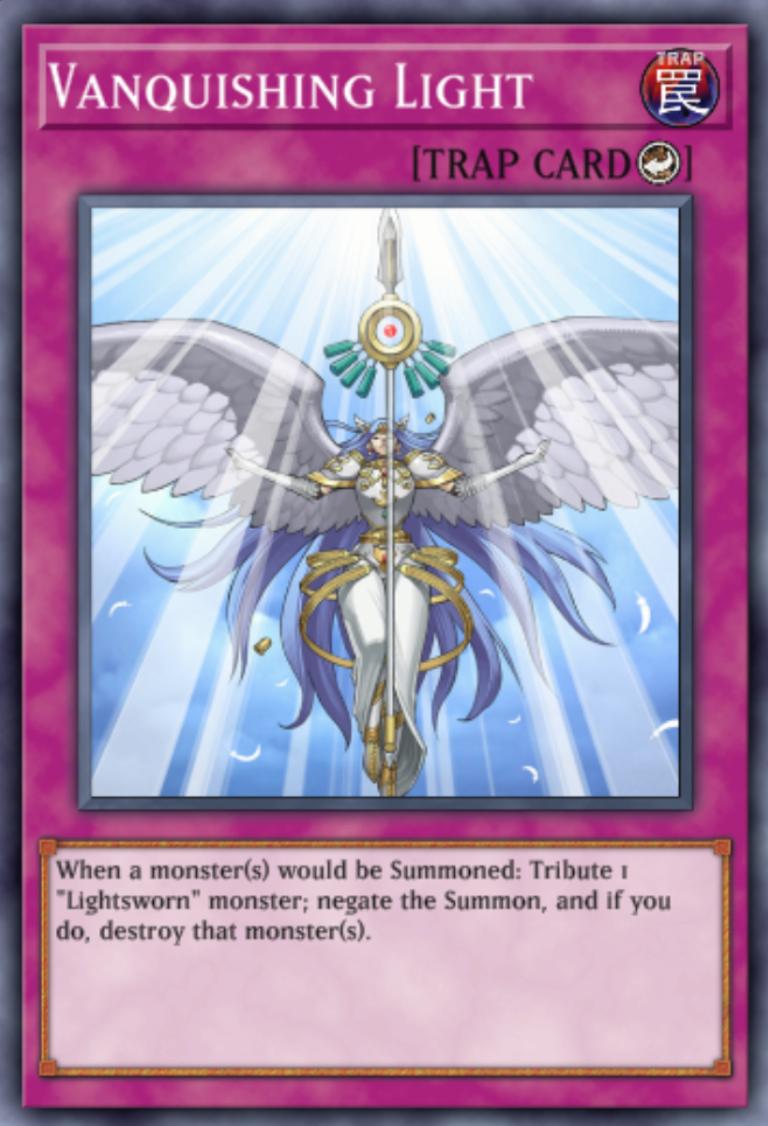 VANQUISHING LIGHT
TRAP
罠
[TRAP CARD]
When a monster(s) would be Summoned: Tribute 1
"Lightsworn" monster; negate the Summon, and if you
do, destroy that monster(s).